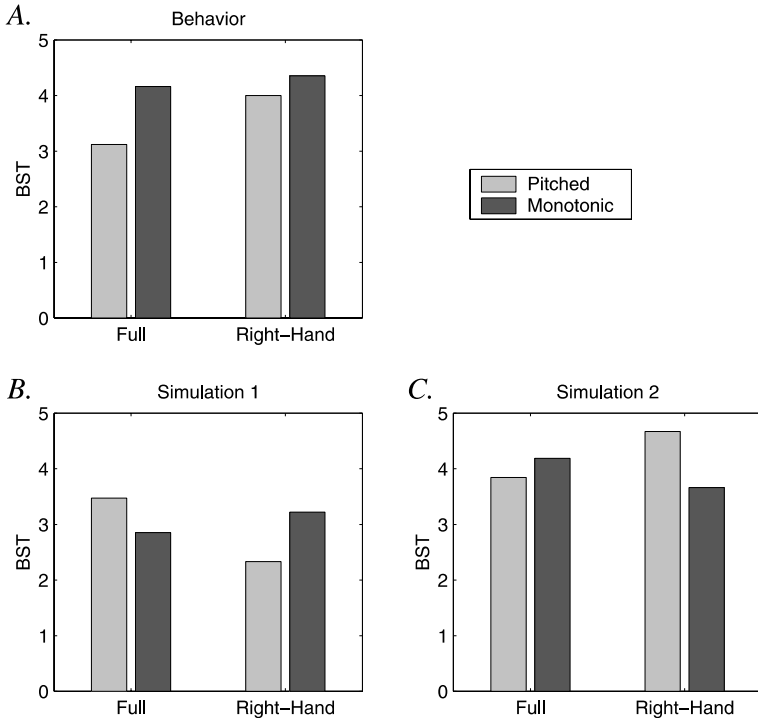 A.
Behavior
5
4
3
2
1
0
BST
Full
Right-Hand
Pitched
Monotonic
B.
Simulation 1
5
4
3
2
1
0
BST
Full
Right-Hand
C.
Simulation 2
5
4
3
2
1
0
BST
Full
Right-Hand